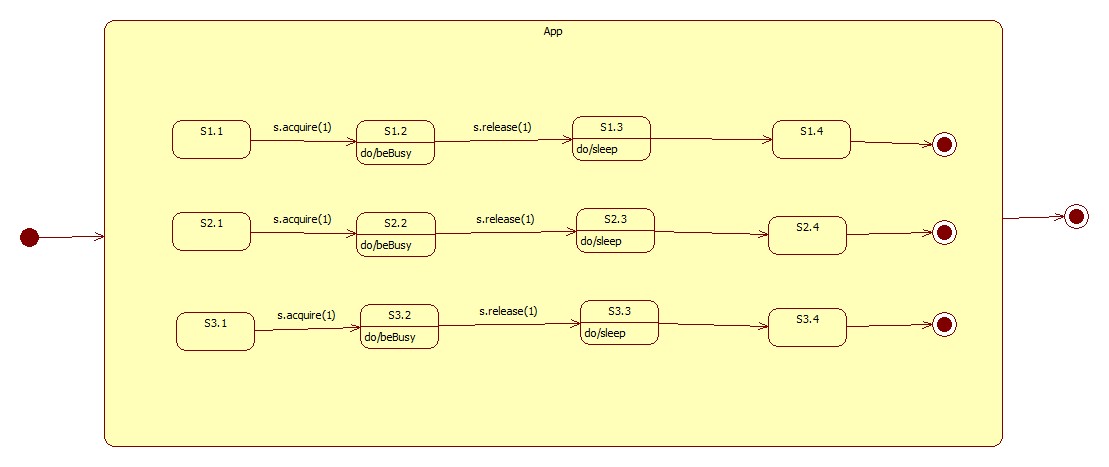 App
S1.1
s.acquire(1)
S1.2
do/beBusy
s.release(1)
S1.3
do/sleep
S1.4
S2.1
s.acquire(1)
S2.2
do/beBusy
s.release(1)
S2.3
do/sleep
S2.4
S3.1
s.acquire(1)
S3.2
do/beBusy
s.release(1)
S3.3
do/sleep
S3.4